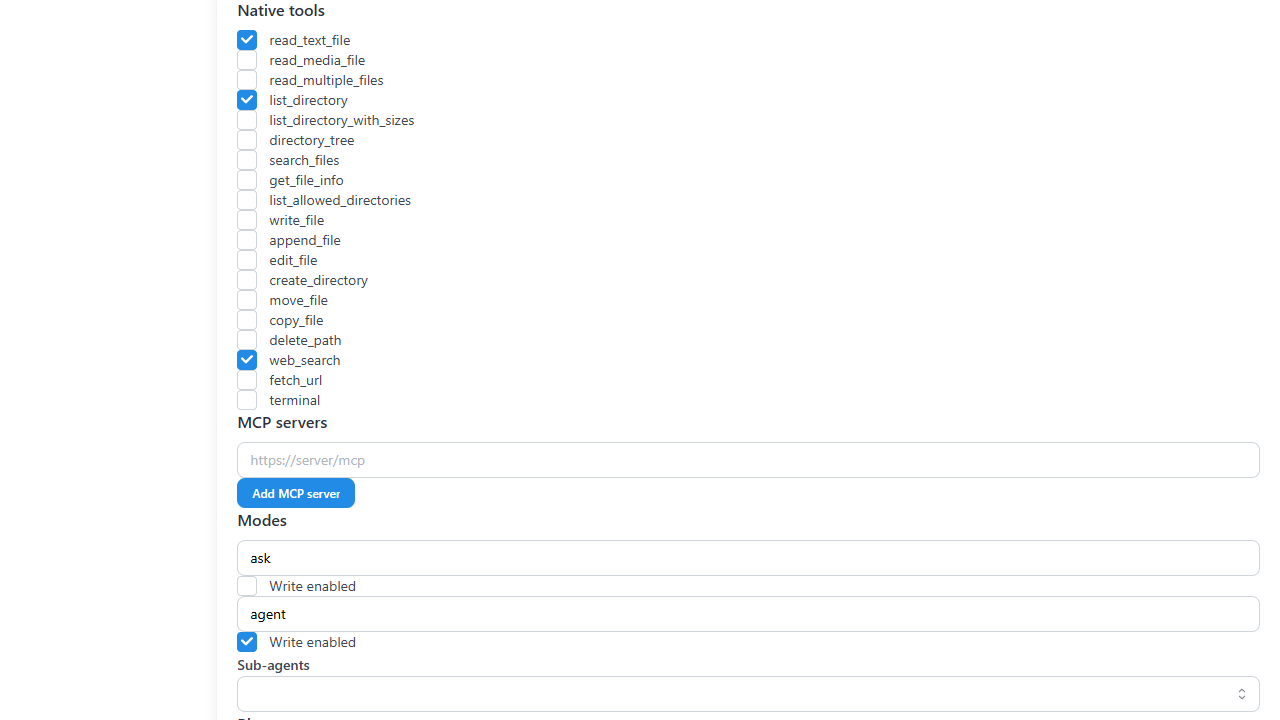 Native tools
read_text_file
read_media_file
read_multiple_files
list_directory
list_directory_with_sizes
directory_tree
search_files
get_file_info
list_allowed_directories
write_file
append_file
edit_file
create_directory
move_file
copy_file
delete_path
web_search
fetch_url
terminal
MCP servers
https://server/mcp
Add MCP server
Modes
ask
Write enabled
agent
Write enabled
Sub-agents